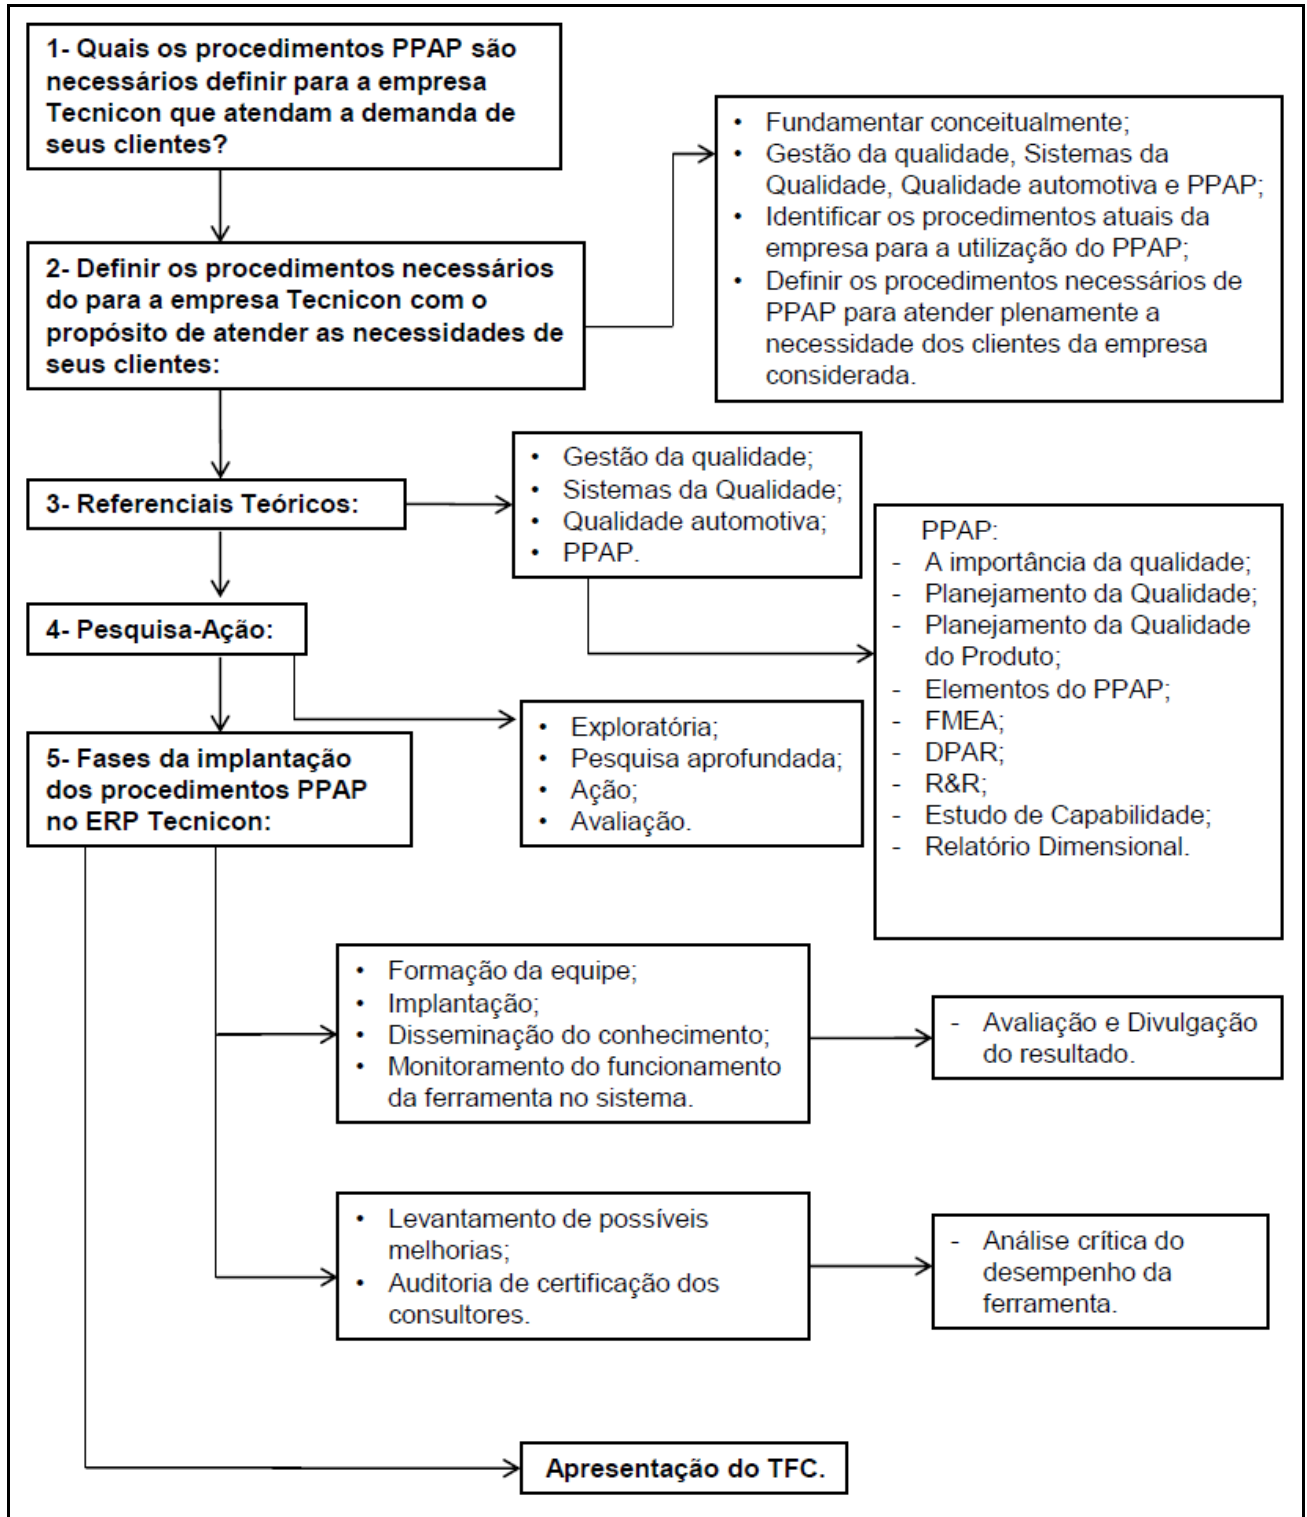 1- Quais os procedimentos PPAP são
necessários definir para a empresa
Tecnicon que atendam a demanda de
seus clientes?
• Fundamentar conceitualmente;
• Gestão da qualidade, Sistemas da
Qualidade, Qualidade automotiva e PPAP;
• Identificar os procedimentos atuais da
empresa para a utilização do PPAP;
• Definir os procedimentos necessários de
PPAP para atender plenamente a
necessidade dos clientes da empresa
considerada.
2- Definir os procedimentos necessários
do para a empresa Tecnicon com o
propósito de atender as necessidades de
seus clientes:
3- Referenciais Teóricos:
• Gestão da qualidade;
• Sistemas da Qualidade;
• Qualidade automotiva;
• PPAP.
PPAP:
- A importância da qualidade;
- Planejamento da Qualidade;
- Planejamento da Qualidade
do Produto;
- Elementos do PPAP;
- FMEA;
- DPAR;
- R&R;
- Estudo de Capabilidade;
- Relatório Dimensional.
4- Pesquisa-Ação:
• Exploratória;
• Pesquisa aprofundada;
• Ação;
• Avaliação.
5- Fases da implantação
dos procedimentos PPAP
no ERP Tecnicon:
• Formação da equipe;
• Implantação;
• Disseminação do conhecimento;
• Monitoramento do funcionamento
da ferramenta no sistema.
- Avaliação e Divulgação
do resultado.
• Levantamento de possíveis
melhorias;
• Auditoria de certificação dos
consultores.
- Análise crítica do
desempenho da
ferramenta.
Apresentação do TFC.